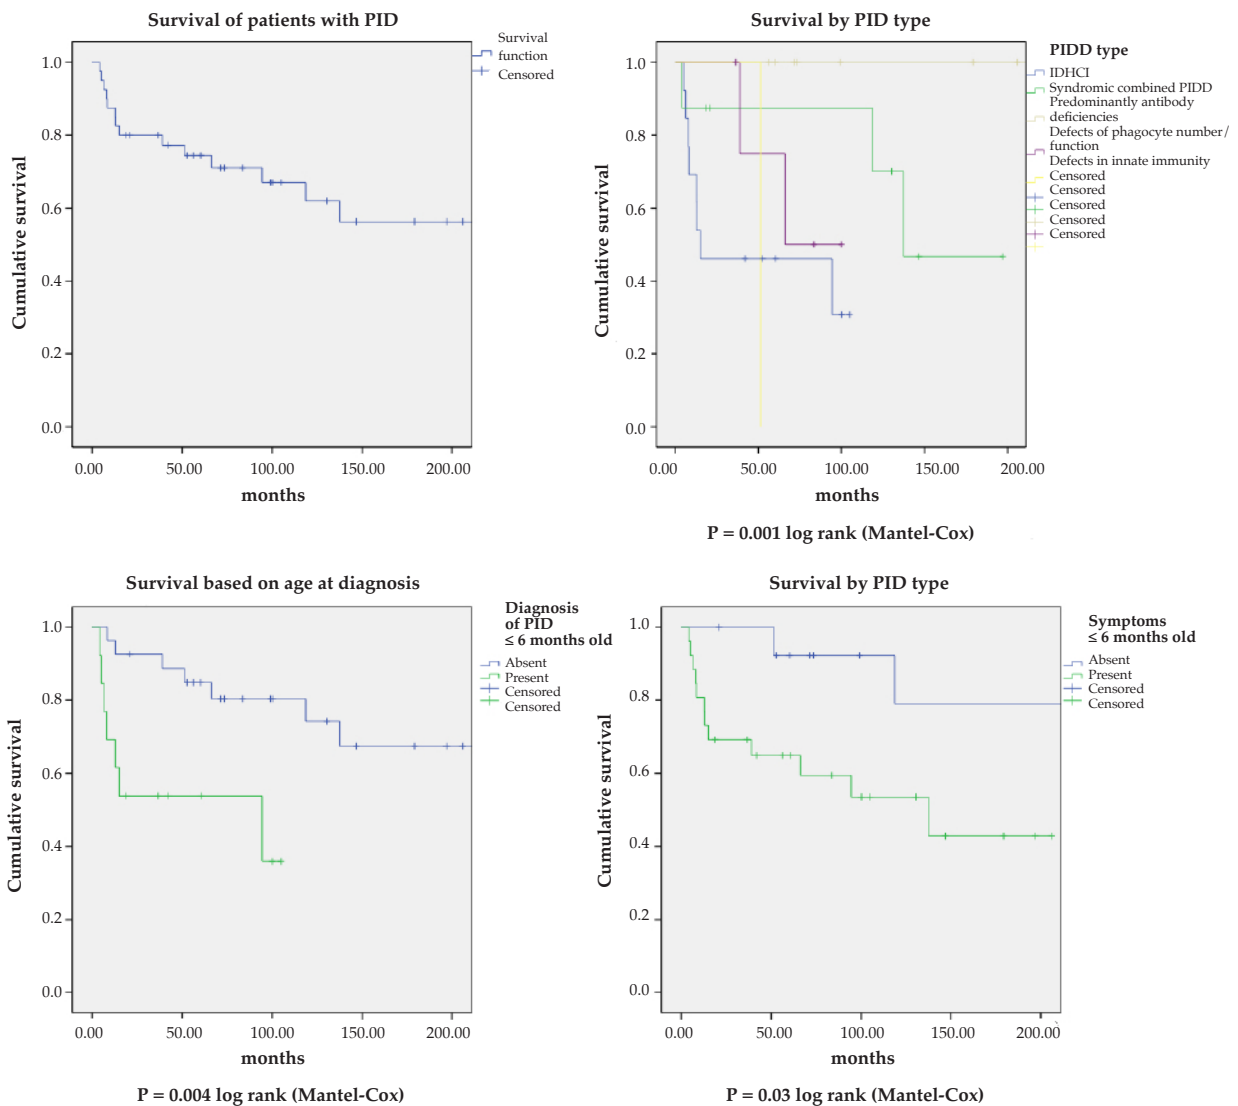 Survival of patients with PID
Cumulative survival
1.0
0.8
0.6
0.4
0.2
0.0
0.00 50.00 100.00 150.00 200.00
months
Survival
function
Censored
Survival by PID type
Cumulative survival
1.0
0.8
0.6
0.4
0.2
0.0
0.00 50.00 100.00 150.00 200.00
months
P = 0.001 log rank (Mantel-Cox)
PIDD type
IDHCI
Syndromic combined PIDD
Predominantly antibody
deficiencies
Defects of phagocyte number/
function
Defects in innate immunity
Censored
Censored
Censored
Censored
Censored
Survival based on age at diagnosis
Cumulative survival
1.0
0.8
0.6
0.4
0.2
0.0
0.00 50.00 100.00 150.00 200.00
months
P = 0.004 log rank (Mantel-Cox)
Diagnosis
of PID
≤ 6 months old
Absent
Present
Censored
Censored
Survival by PID type
Cumulative survival
1.0
0.8
0.6
0.4
0.2
0.0
0.00 50.00 100.00 150.00 200.00
months
P = 0.03 log rank (Mantel-Cox)
Symptoms
≤ 6 months old
Absent
Present
Censored
Censored